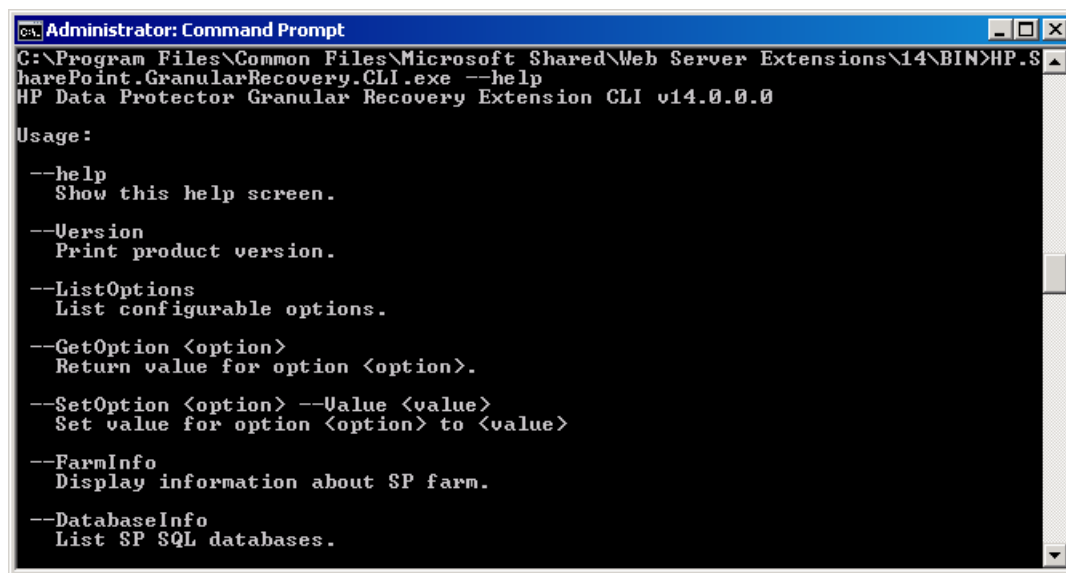 Administrator: Command Prompt
C:\Program Files\Common Files\Microsoft Shared\Web Server Extensions\14\BIN>HP.S
harePoint.GranularRecovery.CLI.exe --help
HP Data Protector Granular Recovery Extension CLI v14.0.0.0
Usage:
--help
Show this help screen.
--Version
Print product version.
--ListOptions
List configurable options.
--GetOption <option>
Return value for option <option>.
--SetOption <option> --Value <value>
Set value for option <option> to <value>
--FarmInfo
Display information about SP farm.
--DatabaseInfo
List SP SQL databases.